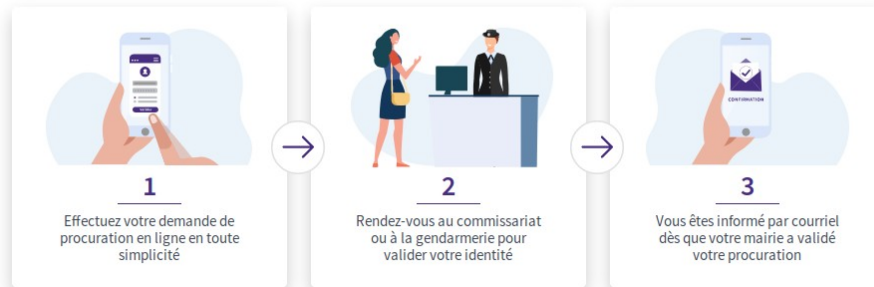 CONFIRMATION
1
2
3
Effectuez votre demande de
procuration en ligne en toute
simplicité
Rendez-vous au commissariat
ou à la gendarmerie pour
valider votre identité
Vous êtes informé par courriel
dès que votre mairie a validé
votre procuration